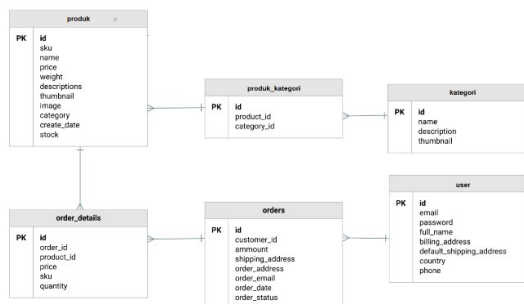 produk
PK id
sku
name
price
weight
descriptions
thumbnail
image
category
create_date
stock
produk_kategori
PK id
product_id
category_id
kategori
PK id
name
description
thumbnail
order_details
PK id
order_id
product_id
price
sku
quantity
orders
PK id
customer_id
ammount
shipping_address
order_address
order_email
order_date
order_status
user
PK id
email
password
full_name
billing_address
default_shipping_address
country
phone